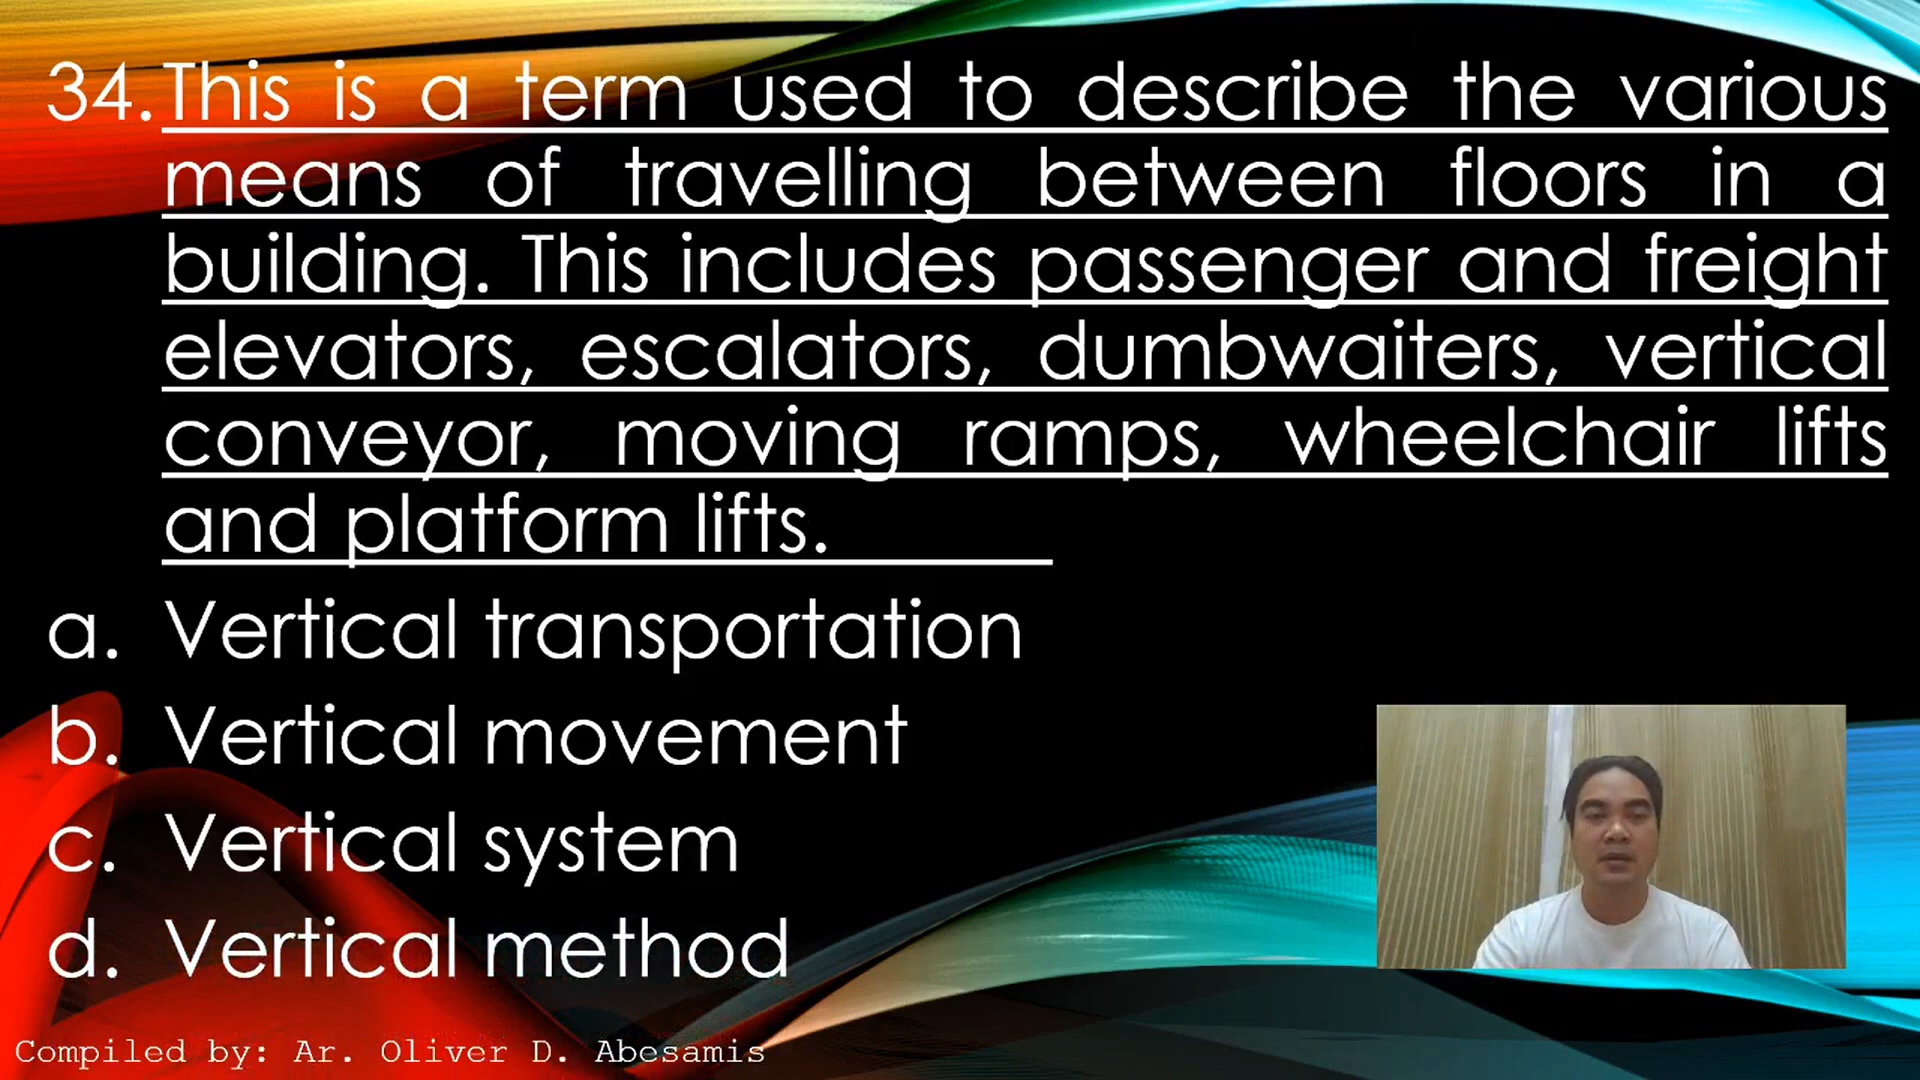 34. This is a term used to describe the various
means of travelling between floors in a
building. This includes passenger and freight
elevators, escalators, dumbwaiters, vertical
conveyor, moving ramps, wheelchair lifts
and platform lifts.
a. Vertical transportation
b. Vertical movement
c. Vertical system
d. Vertical method
Compiled by: Ar. Oliver D. Abesamis